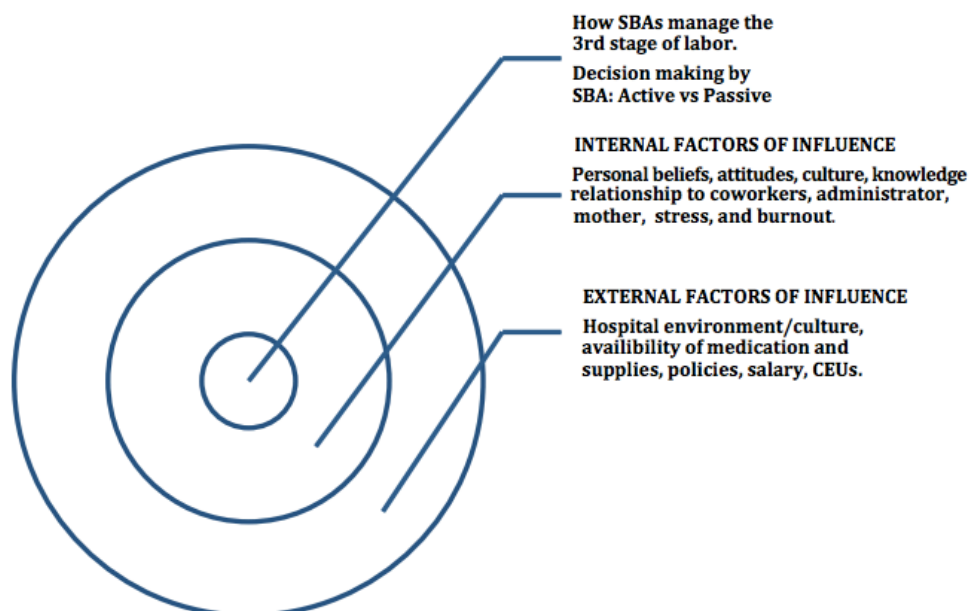 How SBAs manage the
3rd stage of labor.
Decision making by
SBA: Active vs Passive
INTERNAL FACTORS OF INFLUENCE
Personal beliefs, attitudes, culture, knowledge
relationship to coworkers, administrator,
mother, stress, and burnout.
EXTERNAL FACTORS OF INFLUENCE
Hospital environment/culture,
availibility of medication and
supplies, policies, salary, CEUs.